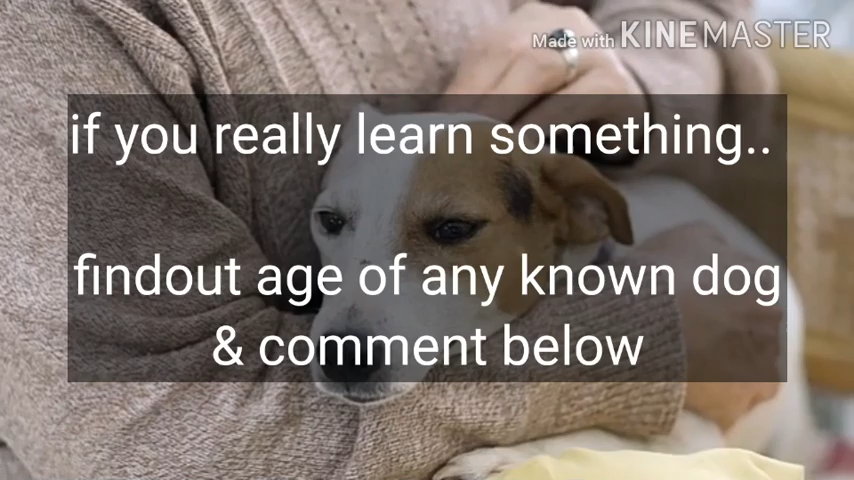 Made with KINEMASTER
if you really learn something..
findout age of any known dog
& comment below